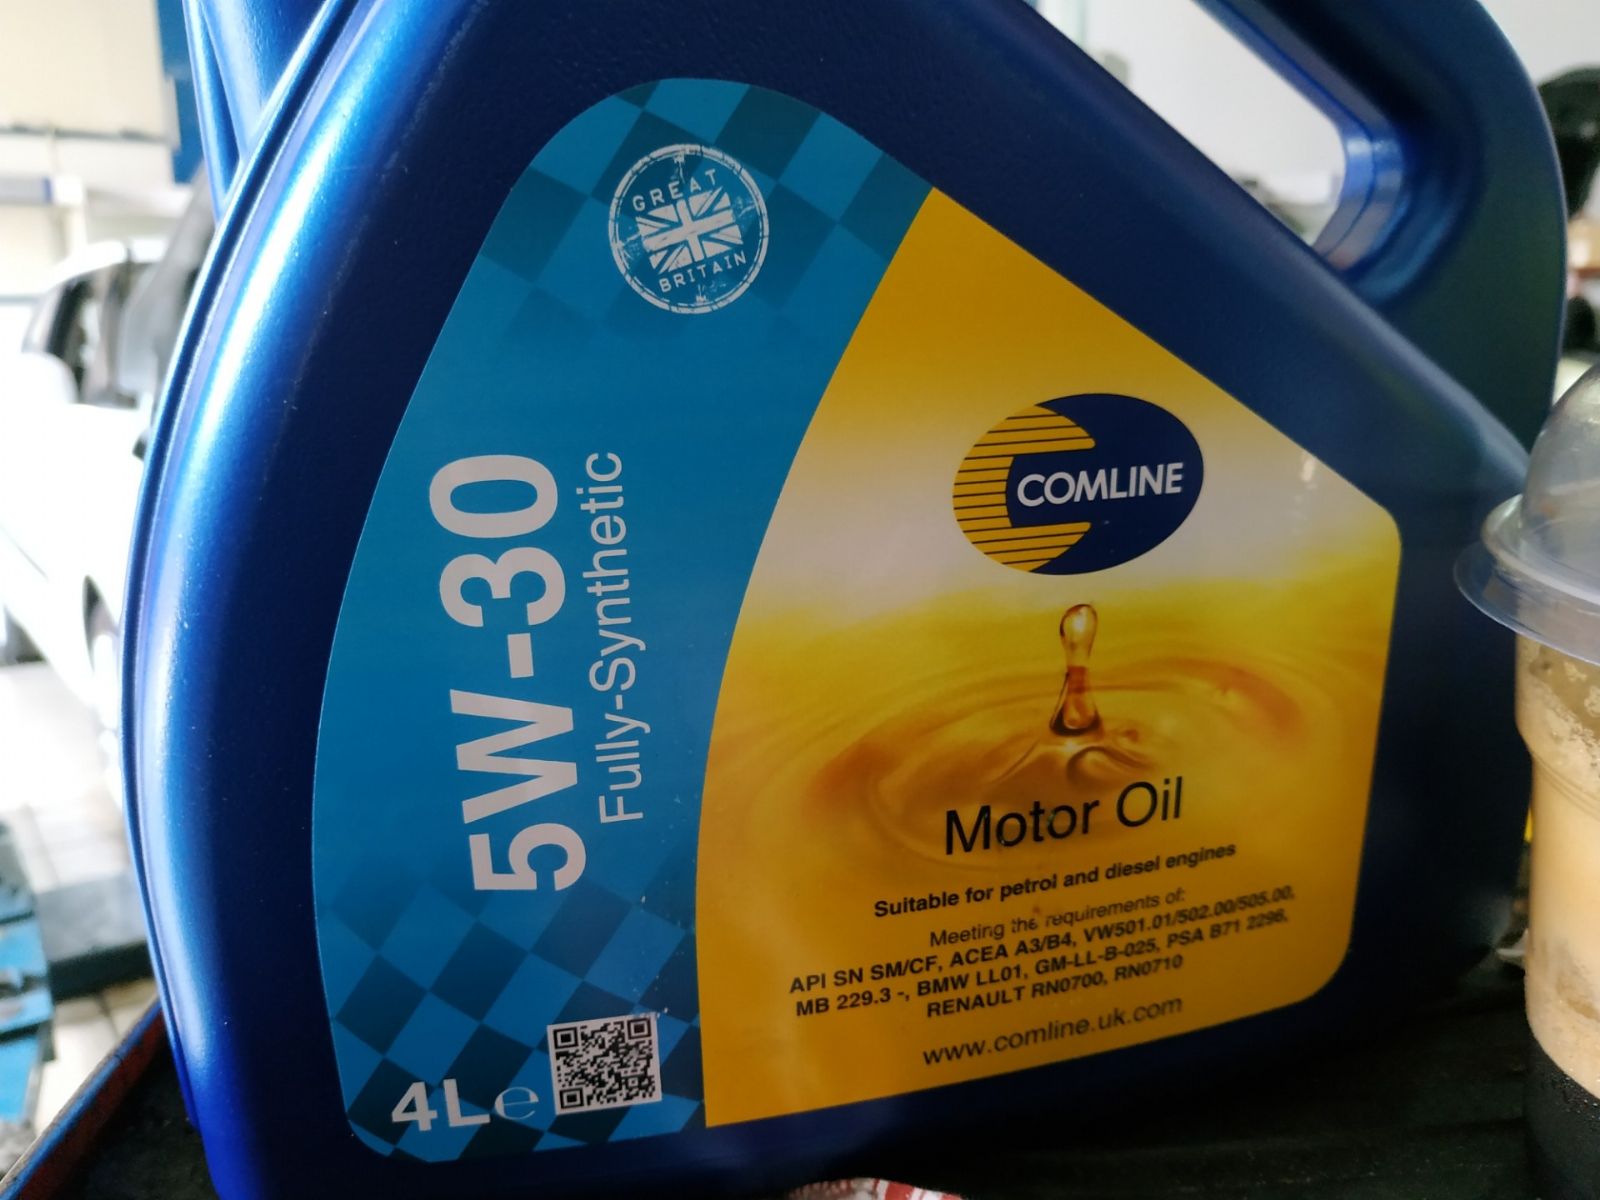 GREAT
BRITAIN
5W-30
Fully-Synthetic
4L e
COMLINE
Motor Oil
Suitable for petrol and diesel engines
Meeting the requirements of:
API SN SM/CF, ACEA A3/B4, VW501.01/502.00/505.00,
MB 229.3 -, BMW LL01, GM-LL-B-025, PSA B71 2296,
RENAULT RN0700, RN0710
www.comline.uk.com